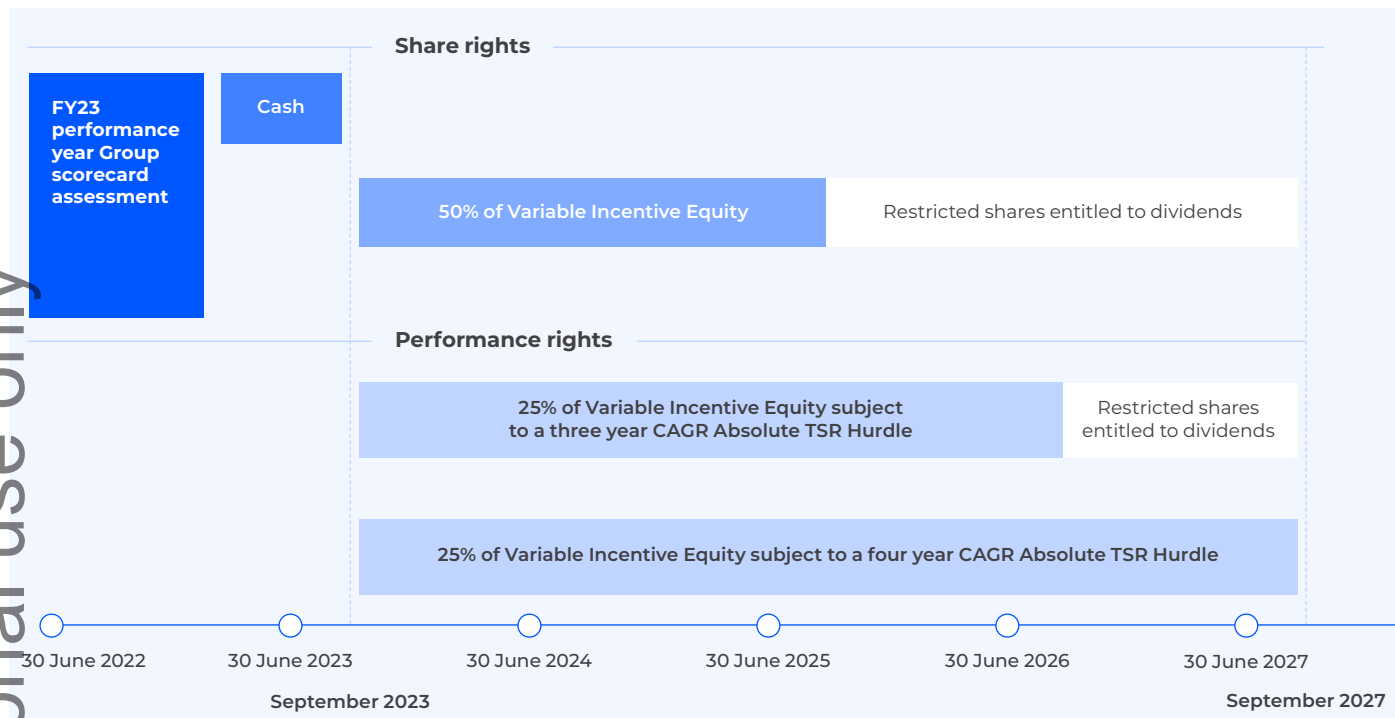 Share rights
FY23
performance
year Group
scorecard
assessment
Cash
50% of Variable Incentive Equity
Restricted shares entitled to dividends
Performance rights
25% of Variable Incentive Equity subject
to a three year CAGR Absolute TSR Hurdle
Restricted shares
entitled to dividends
25% of Variable Incentive Equity subject to a four year CAGR Absolute TSR Hurdle
30 June 2022
30 June 2023
30 June 2024
30 June 2025
30 June 2026
30 June 2027
September 2023
September 2027
use only